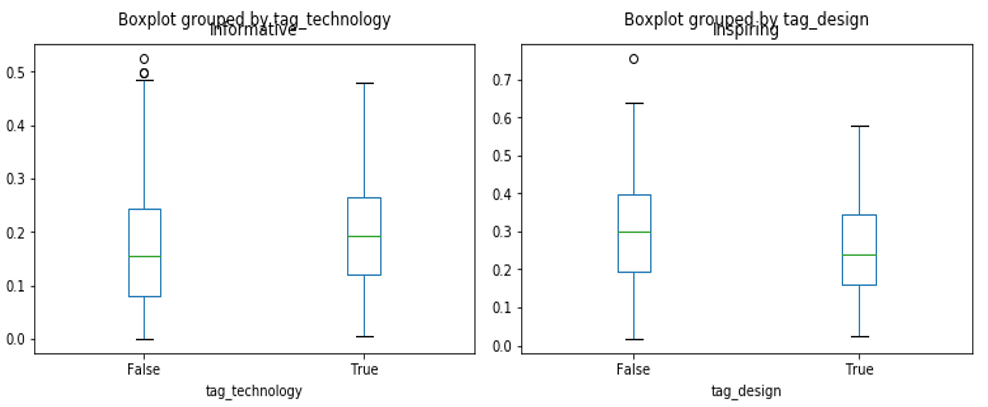 Boxplot grouped by tag_technology
Informative
0.5
0.4
0.3
0.2
0.1
0.0
False
True
tag_technology
Boxplot grouped by tag_design
Inspiring
0.7
0.6
0.5
0.4
0.3
0.2
0.1
0.0
False
True
tag_design